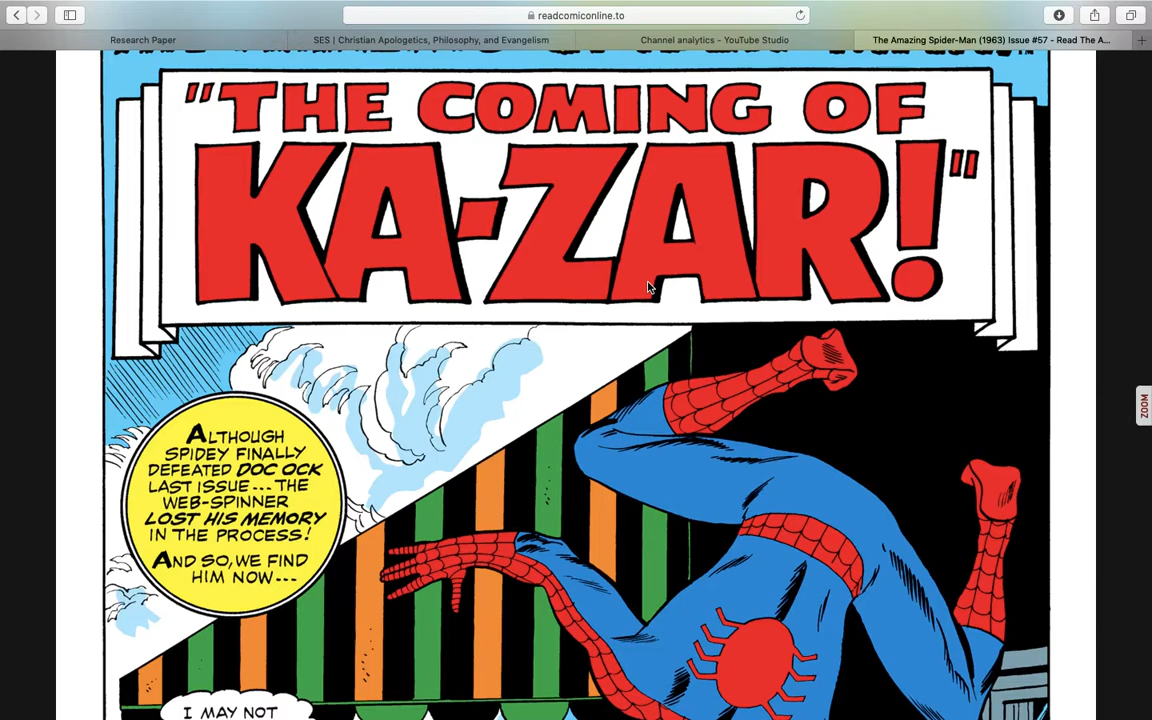 readcomiconline.to
Research Paper
SES | Christian Apologetics, Philosophy, and Evangelism
Channel analytics - YouTube Studio
The Amazing Spider-Man (1963) Issue #57 - Read The A...
"THE COMING OF
KA-ZAR!"
ALTHOUGH
SPIDEY FINALLY
DEFEATED DOC OCK
LAST ISSUE--- THE
WEB-SPINNER
LOST HIS MEMORY
IN THE PROCESS!
AND SO, WE FIND
HIM NOW---
ZOOM
I MAY NOT